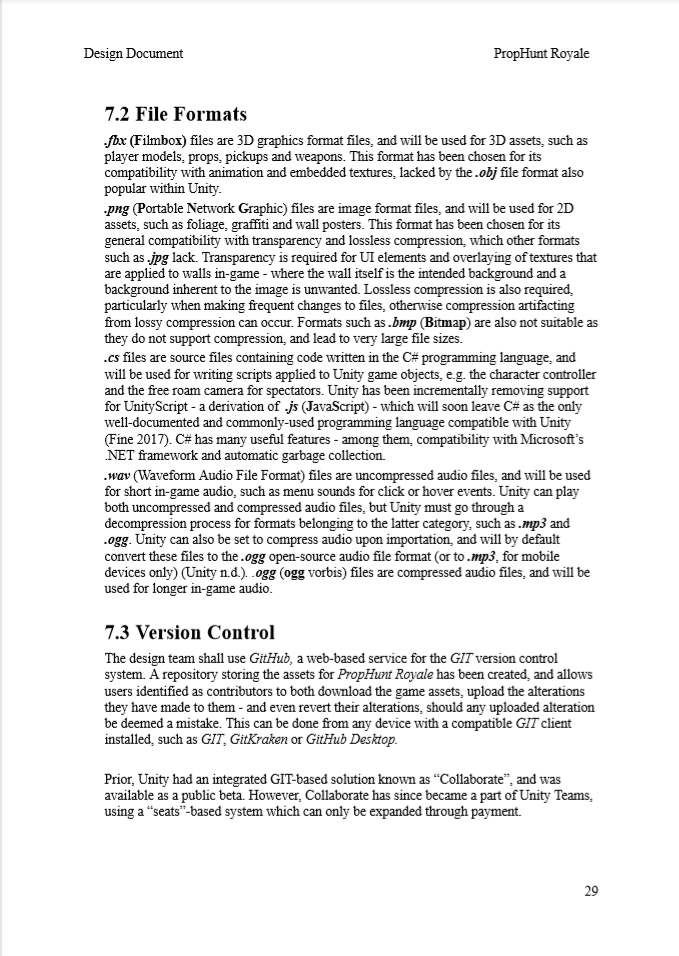 Design Document PropHunt Royale
7.2 File Formats
.fbx (Filmbox) files are 3D graphics format files, and will be used for 3D assets, such as
player models, props, pickups and weapons. This format has been chosen for its
compatibility with animation and embedded textures, lacked by the .obj file format also
popular within Unity.
.png (Portable Network Graphic) files are image format files, and will be used for 2D
assets, such as foliage, graffiti and wall posters. This format has been chosen for its
general compatibility with transparency and lossless compression, which other formats
such as .jpg lack. Transparency is required for UI elements and overlaying of textures that
are applied to walls in-game - where the wall itself is the intended background and a
background inherent to the image is unwanted. Lossless compression is also required,
particularly when making frequent changes to files, otherwise compression artifacting
from lossy compression can occur. Formats such as .bmp (Bitmap) are also not suitable as
they do not support compression, and lead to very large file sizes.
.cs files are source files containing code written in the C# programming language, and
will be used for writing scripts applied to Unity game objects, e.g. the character controller
and the free roam camera for spectators. Unity has been incrementally removing support
for UnityScript - a derivation of .js (JavaScript) - which will soon leave C# as the only
well-documented and commonly-used programming language compatible with Unity
(Fine 2017). C# has many useful features - among them, compatibility with Microsoft's
.NET framework and automatic garbage collection.
.wav (Waveform Audio File Format) files are uncompressed audio files, and will be used
for short in-game audio, such as menu sounds for click or hover events. Unity can play
both uncompressed and compressed audio files, but Unity must go through a
decompression process for formats belonging to the latter category, such as .mp3 and
.ogg. Unity can also be set to compress audio upon importation, and will by default
convert these files to the .ogg open-source audio file format (or to .mp3, for mobile
devices only) (Unity n.d.). .ogg (ogg vorbis) files are compressed audio files, and will be
used for longer in-game audio.
7.3 Version Control
The design team shall use GitHub, a web-based service for the GIT version control
system. A repository storing the assets for PropHunt Royale has been created, and allows
users identified as contributors to both download the game assets, upload the alterations
they have made to them - and even revert their alterations, should any uploaded alteration
be deemed a mistake. This can be done from any device with a compatible GIT client
installed, such as GIT, GitKraken or GitHub Desktop.
Prior, Unity had an integrated GIT-based solution known as “Collaborate”, and was
available as a public beta. However, Collaborate has since became a part of Unity Teams,
using a “seats”-based system which can only be expanded through payment.
29